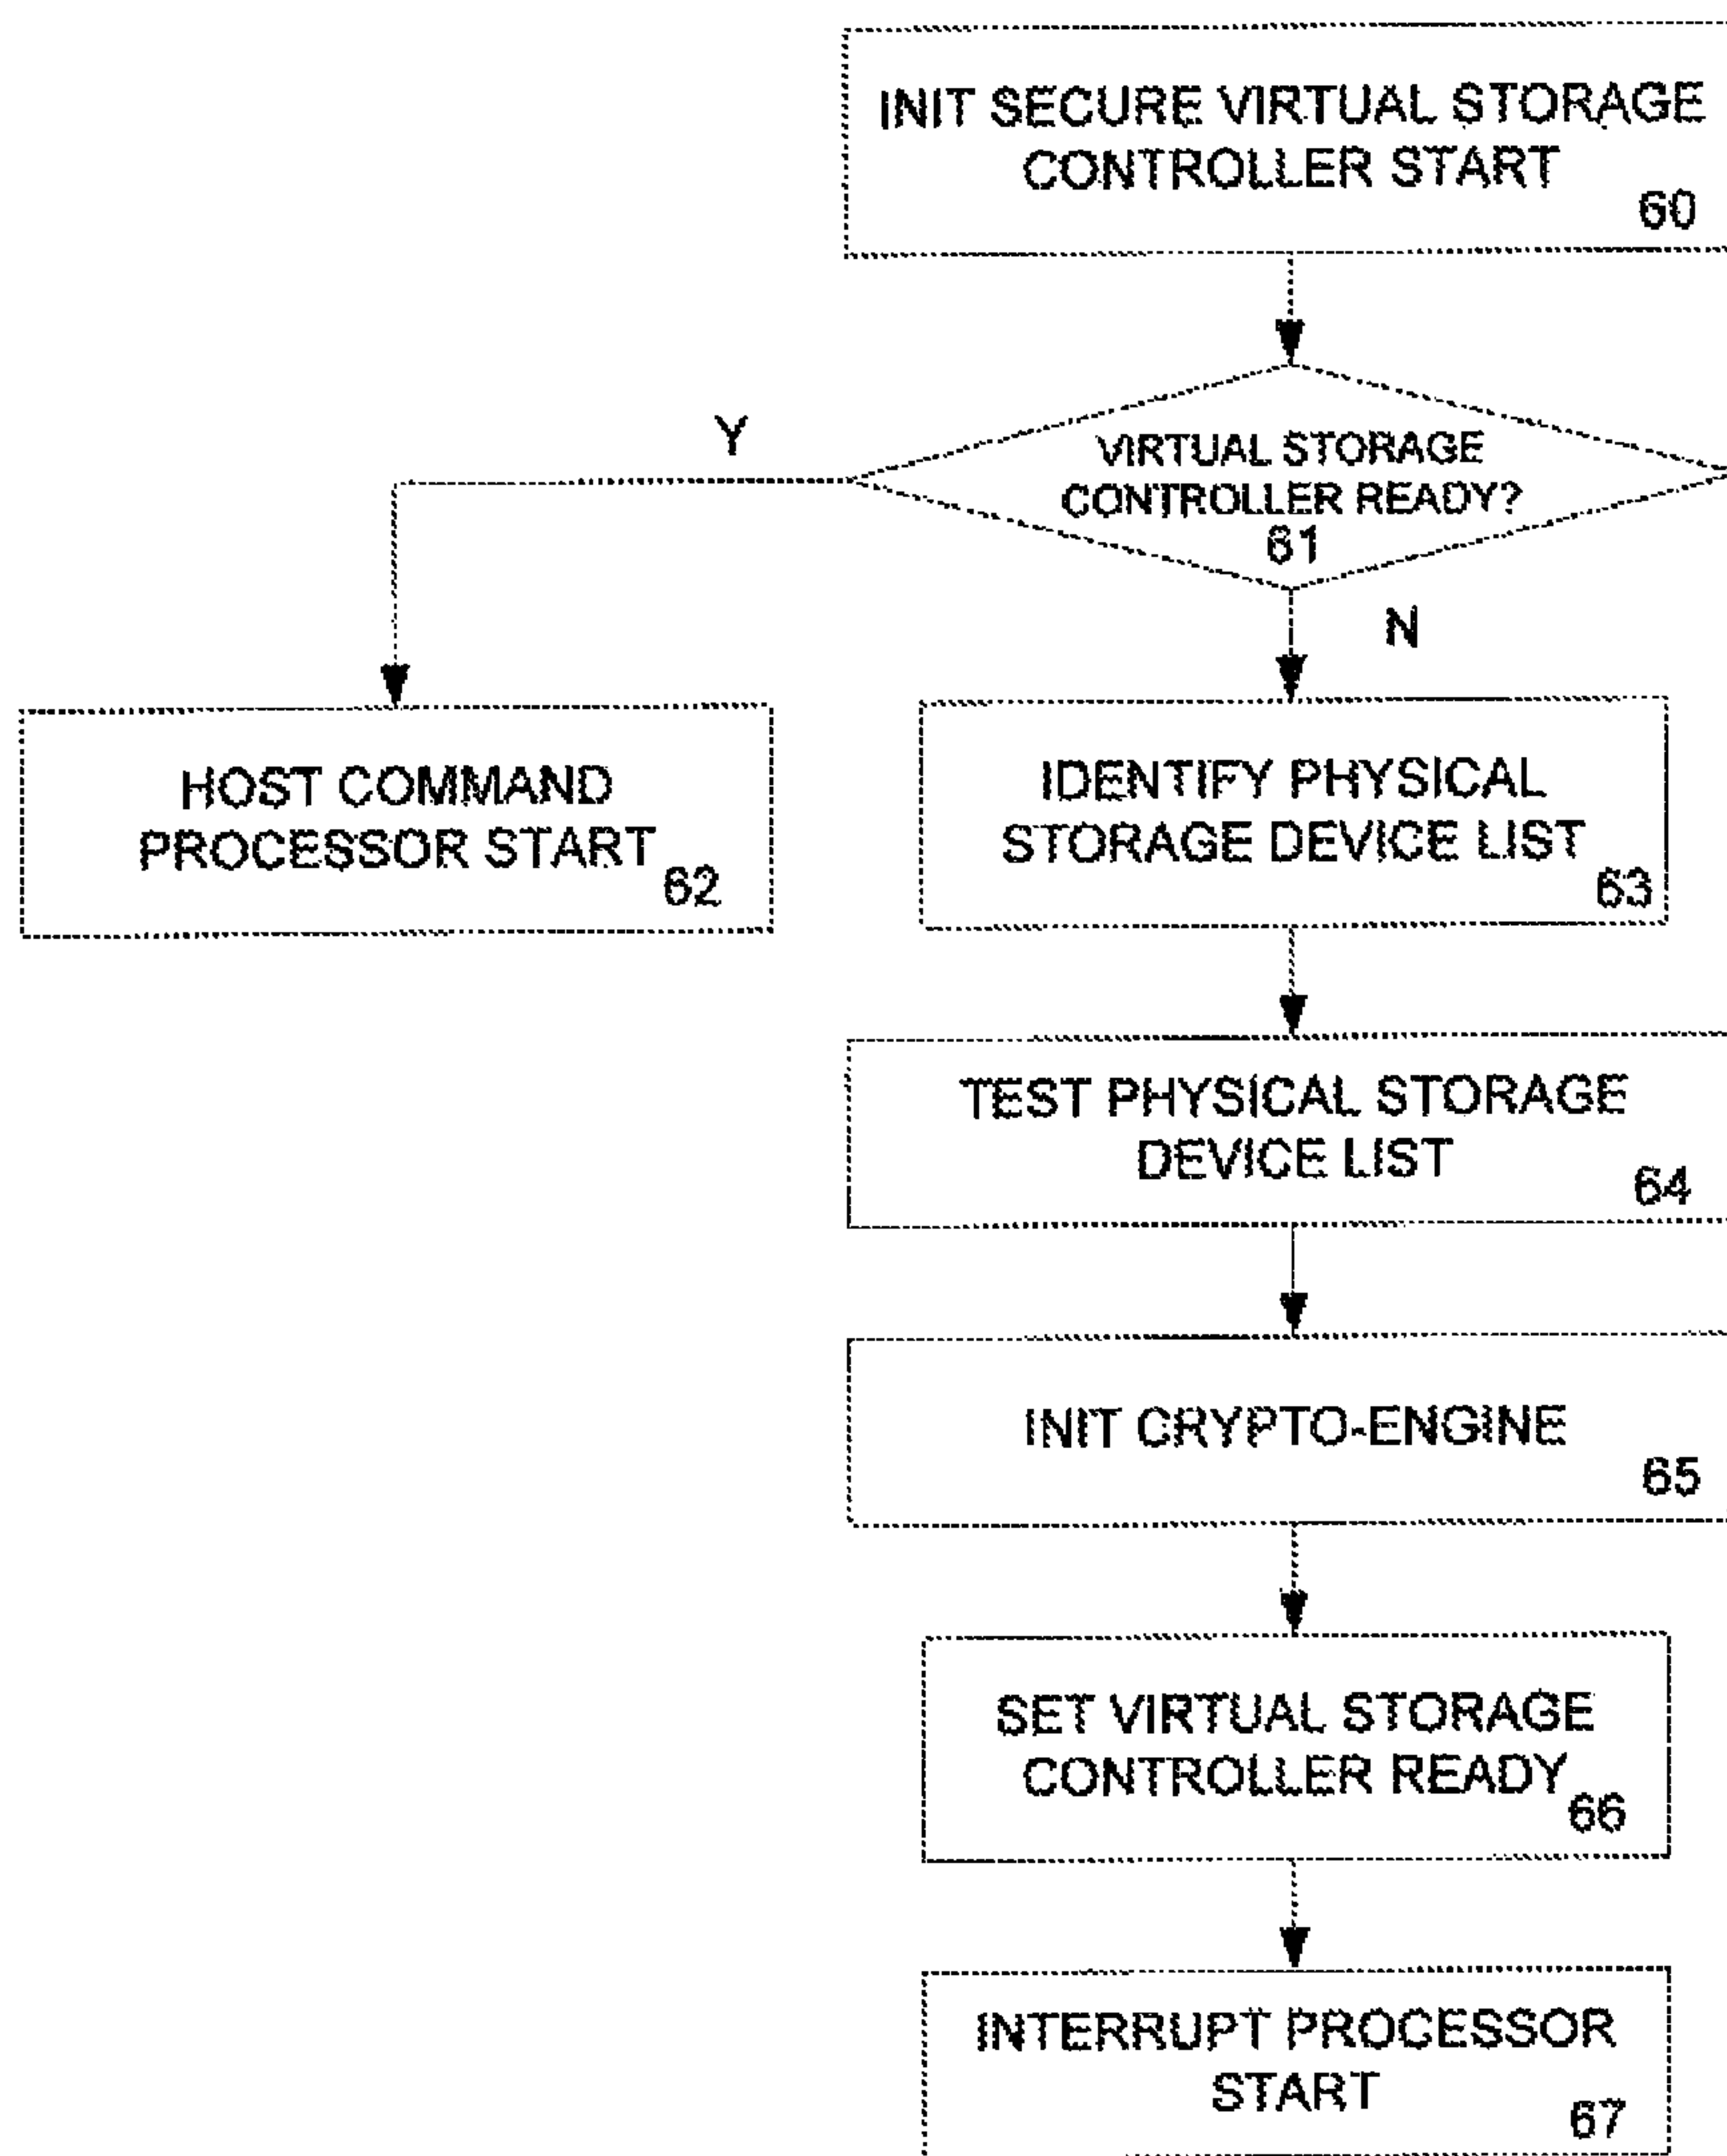 INIT SECURE VIRTUAL STORAGE
CONTROLLER START
60
VIRTUAL STORAGE
CONTROLLER READY?
61
Y
N
HOST COMMAND
PROCESSOR START
62
IDENTIFY PHYSICAL
STORAGE DEVICE LIST
63
TEST PHYSICAL STORAGE
DEVICE LIST
64
INIT CRYPTO-ENGINE
65
SET VIRTUAL STORAGE
CONTROLLER READY
66
INTERRUPT PROCESSOR
START
67